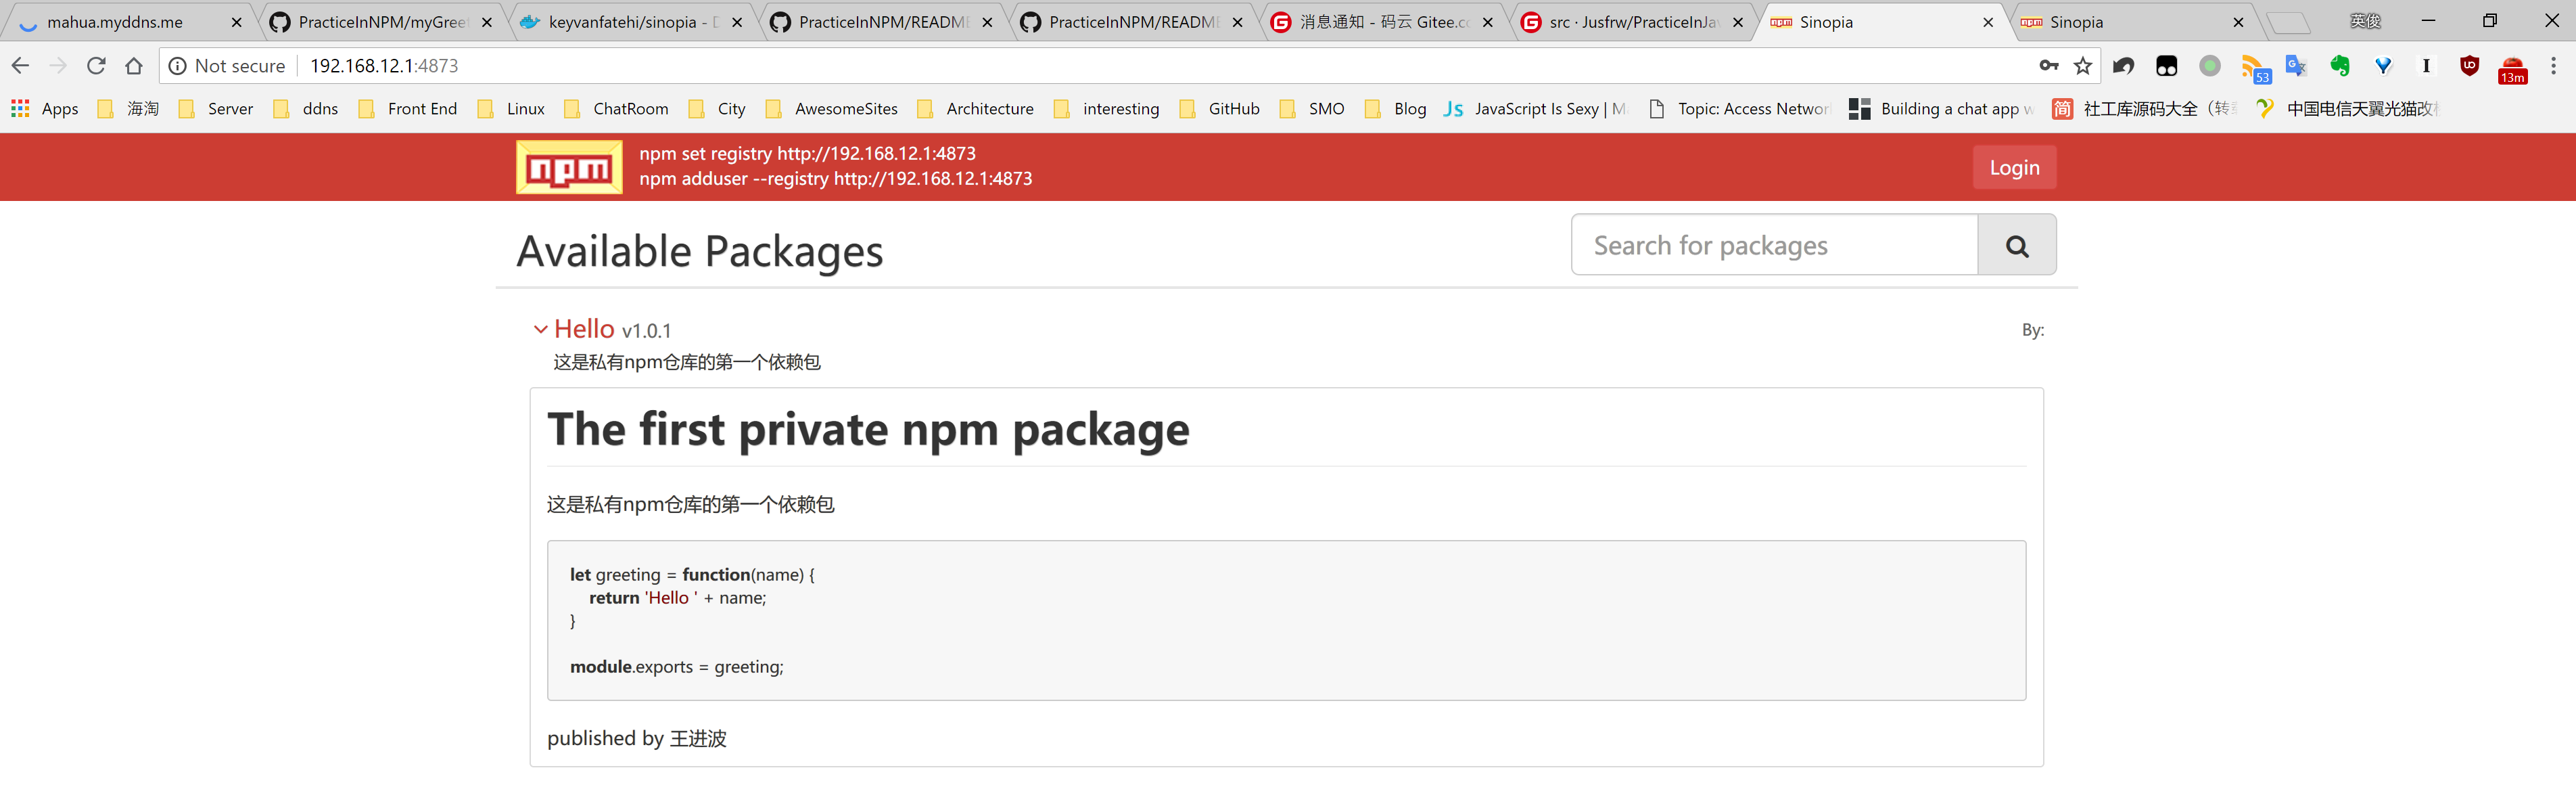 mahua.myddns.me
PracticeInNPM/myGreet
keyvanfatehi/sinopia - D
PracticeInNPM/README
PracticeInNPM/README
消息通知 - 码云 Gitee.co
src · Jusfrw/PracticeInJav
Sinopia
Sinopia
英俊
Not secure 192.168.12.1:4873
53
13m
Apps 海淘 Server ddns Front End Linux ChatRoom City AwesomeSites Architecture interesting GitHub SMO Blog JavaScript Is Sexy | M Topic: Access Networ Building a chat app w 社工库源码大全（转 中国电信天翼光猫改
npm
npm set registry http://192.168.12.1:4873
npm adduser --registry http://192.168.12.1:4873
Login
Available Packages
Search for packages
Hello v1.0.1
By:
这是私有npm仓库的第一个依赖包
The first private npm package
这是私有npm仓库的第一个依赖包
let greeting = function(name) {
return 'Hello ' + name;
}
module.exports = greeting;
published by 王进波